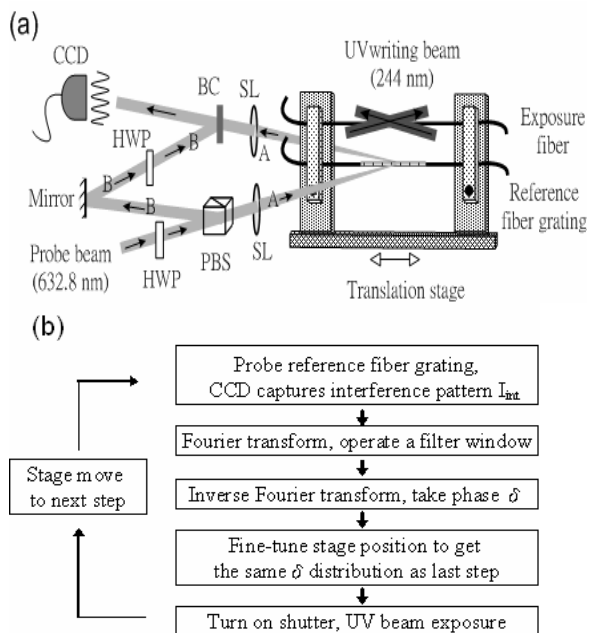 (a)
CCD
BC
SL
UV writing beam
(244 nm)
HWP
B
A
Exposure
fiber
B
Mirror
B
A
Reference
fiber grating
Probe beam
(632.8 nm)
HWP
PBS
SL
Translation stage
(b)
Probe reference fiber grating,
CCD captures interference pattern I_int
Fourier transform, operate a filter window
Stage move
to next step
Inverse Fourier transform, take phase δ
Fine-tune stage position to get
the same δ distribution as last step
Turn on shutter, UV beam exposure